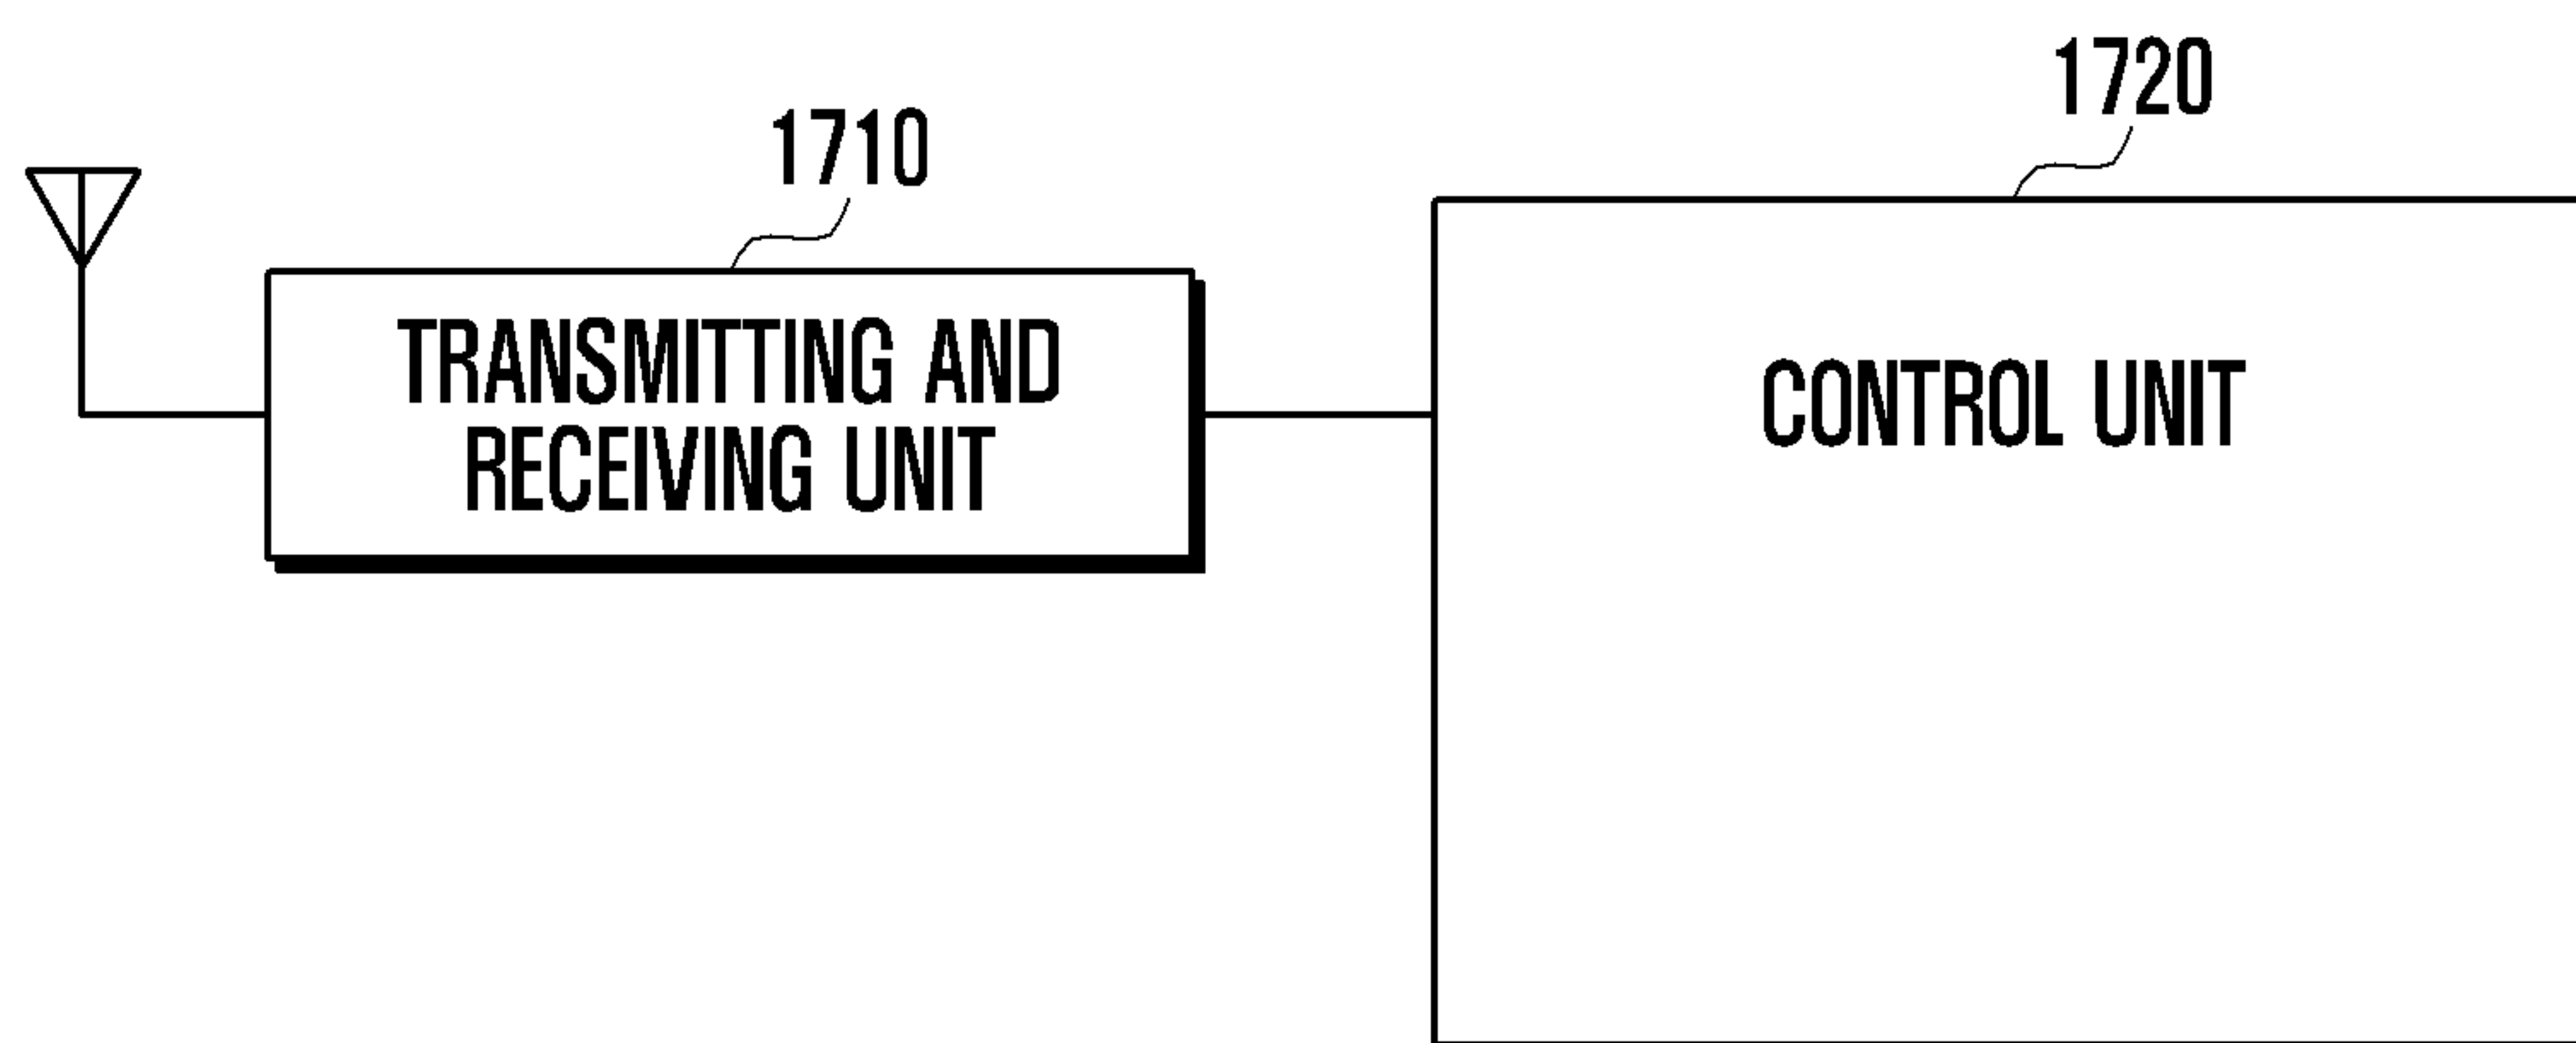 1710
1720
TRANSMITTING AND
RECEIVING UNIT
CONTROL UNIT